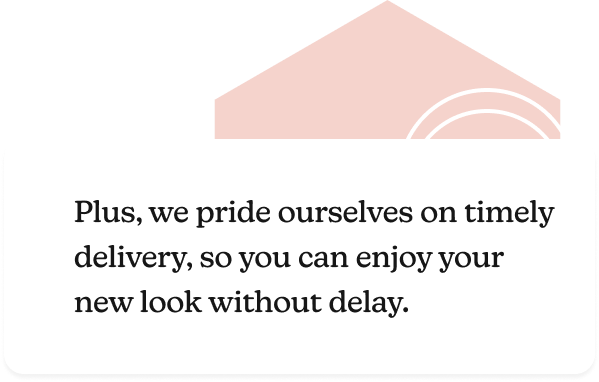 Plus, we pride ourselves on timely
delivery, so you can enjoy your
new look without delay.